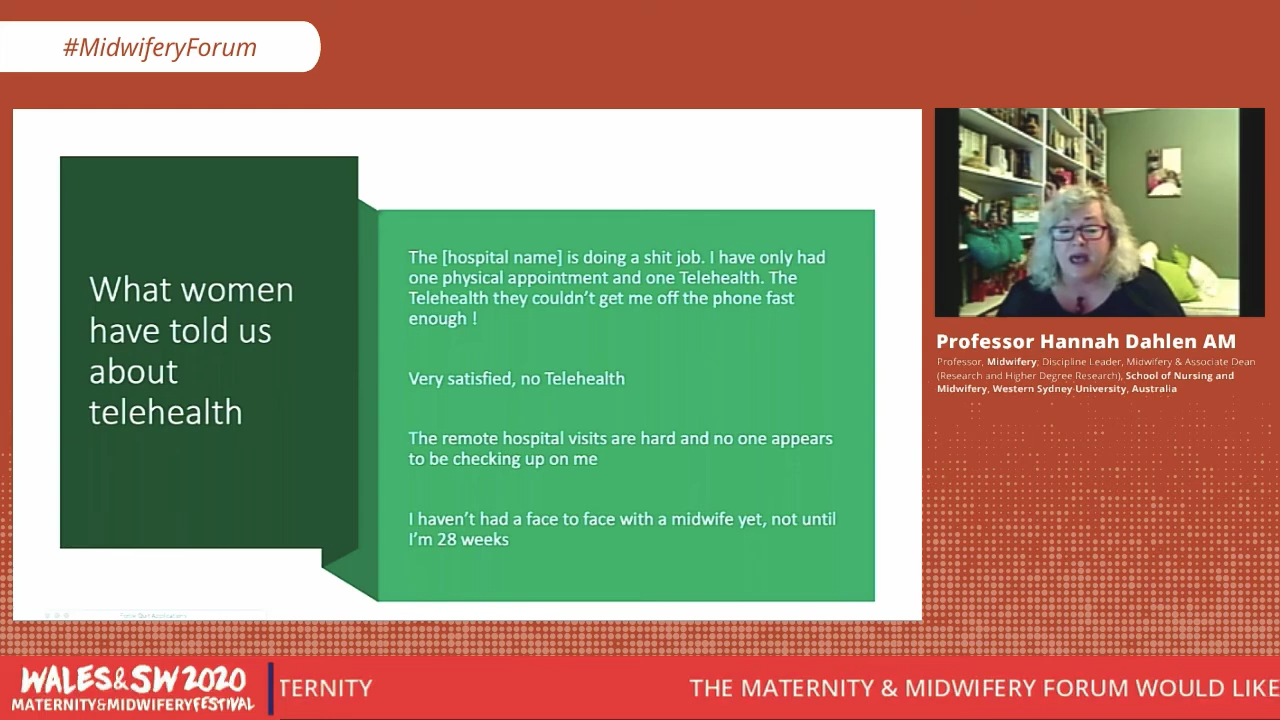 #MidwiferyForum
What women
have told us
about
telehealth
The [hospital name] is doing a shit job. I have only had
one physical appointment and one Telehealth. The
Telehealth they couldn't get me off the phone fast
enough !
Very satisfied, no Telehealth
The remote hospital visits are hard and no one appears
to be checking up on me
I haven't had a face to face with a midwife yet, not until
I'm 28 weeks
Professor Hannah Dahlen AM
Professor, Midwifery; Discipline Leader, Midwifery & Associate Dean
(Research and Higher Degree Research), School of Nursing and
Midwifery, Western Sydney University, Australia
Force Quit Applications
WALES&SW2020
MATERNITY&MIDWIFERYFESTIVAL
TERNITY THE MATERNITY & MIDWIFERY FORUM WOULD LIKE